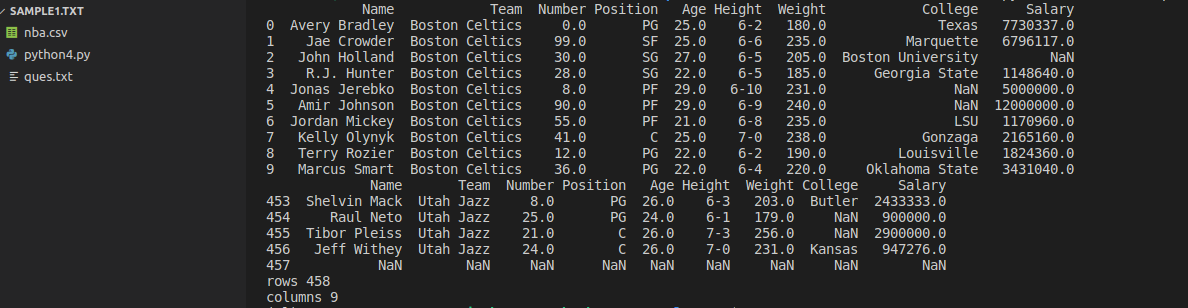 SAMPLE1.TXT
nba.csv
python4.py
ques.txt
Name Team Number Position Age Height Weight College Salary
0 Avery Bradley Boston Celtics 0.0 PG 25.0 6-2 180.0 Texas 7730337.0
1 Jae Crowder Boston Celtics 99.0 SF 25.0 6-6 235.0 Marquette 6796117.0
2 John Holland Boston Celtics 30.0 SG 27.0 6-5 205.0 Boston University NaN
3 R.J. Hunter Boston Celtics 28.0 SG 22.0 6-5 185.0 Georgia State 1148640.0
4 Jonas Jerebko Boston Celtics 8.0 PF 29.0 6-10 231.0 NaN 5000000.0
5 Amir Johnson Boston Celtics 90.0 PF 29.0 6-9 240.0 NaN 12000000.0
6 Jordan Mickey Boston Celtics 55.0 PF 21.0 6-8 235.0 LSU 1170960.0
7 Kelly Olynyk Boston Celtics 41.0 C 25.0 7-0 238.0 Gonzaga 2165160.0
8 Terry Rozier Boston Celtics 12.0 PG 22.0 6-2 190.0 Louisville 1824360.0
9 Marcus Smart Boston Celtics 36.0 PG 22.0 6-4 220.0 Oklahoma State 3431040.0
Name Team Number Position Age Height Weight College Salary
453 Shelvin Mack Utah Jazz 8.0 PG 26.0 6-3 203.0 Butler 2433333.0
454 Raul Neto Utah Jazz 25.0 PG 24.0 6-1 179.0 NaN 900000.0
455 Tibor Pleiss Utah Jazz 21.0 C 26.0 7-3 256.0 NaN 2900000.0
456 Jeff Withey Utah Jazz 24.0 C 26.0 7-0 231.0 Kansas 947276.0
457 NaN NaN NaN NaN NaN NaN NaN NaN NaN
rows 458
columns 9